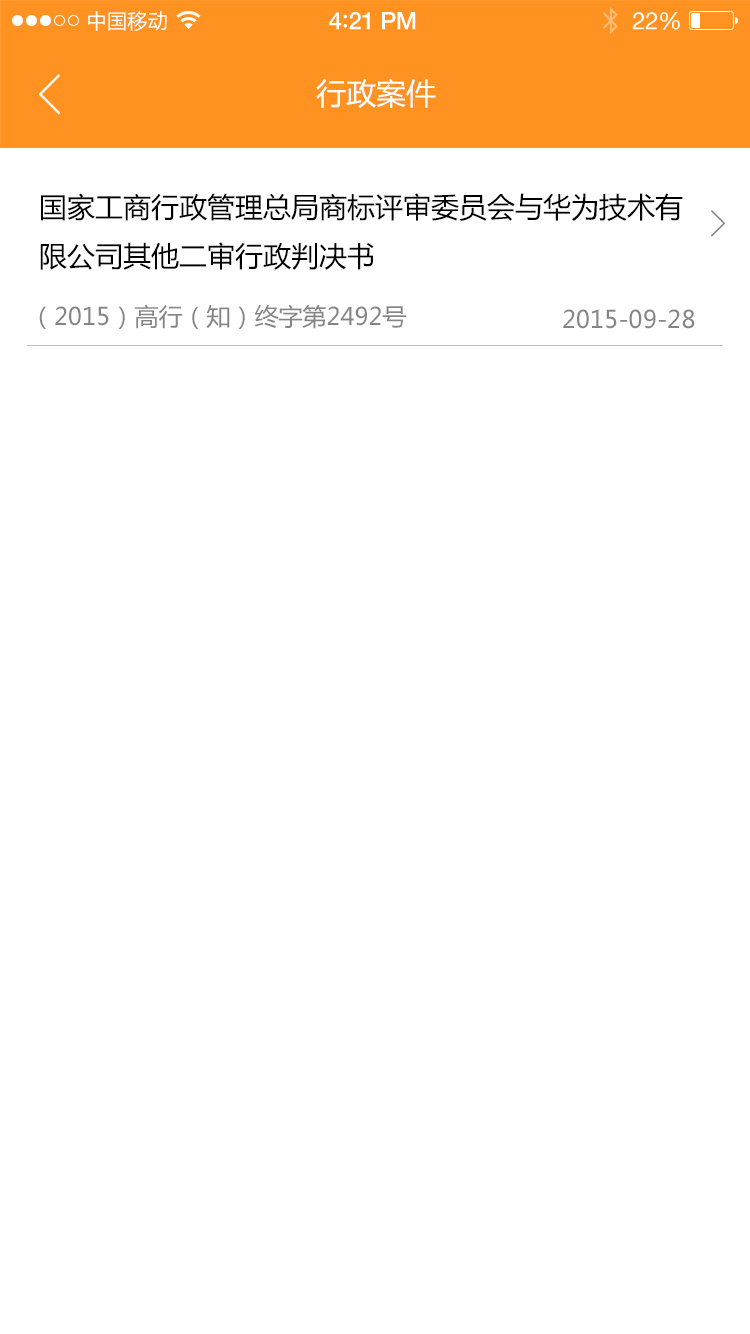 中国移动 4:21 PM 22%
行政案件
国家工商行政管理总局商标评审委员会与华为技术有
限公司其他二审行政判决书
（2015）高行（知）终字第2492号 2015-09-28